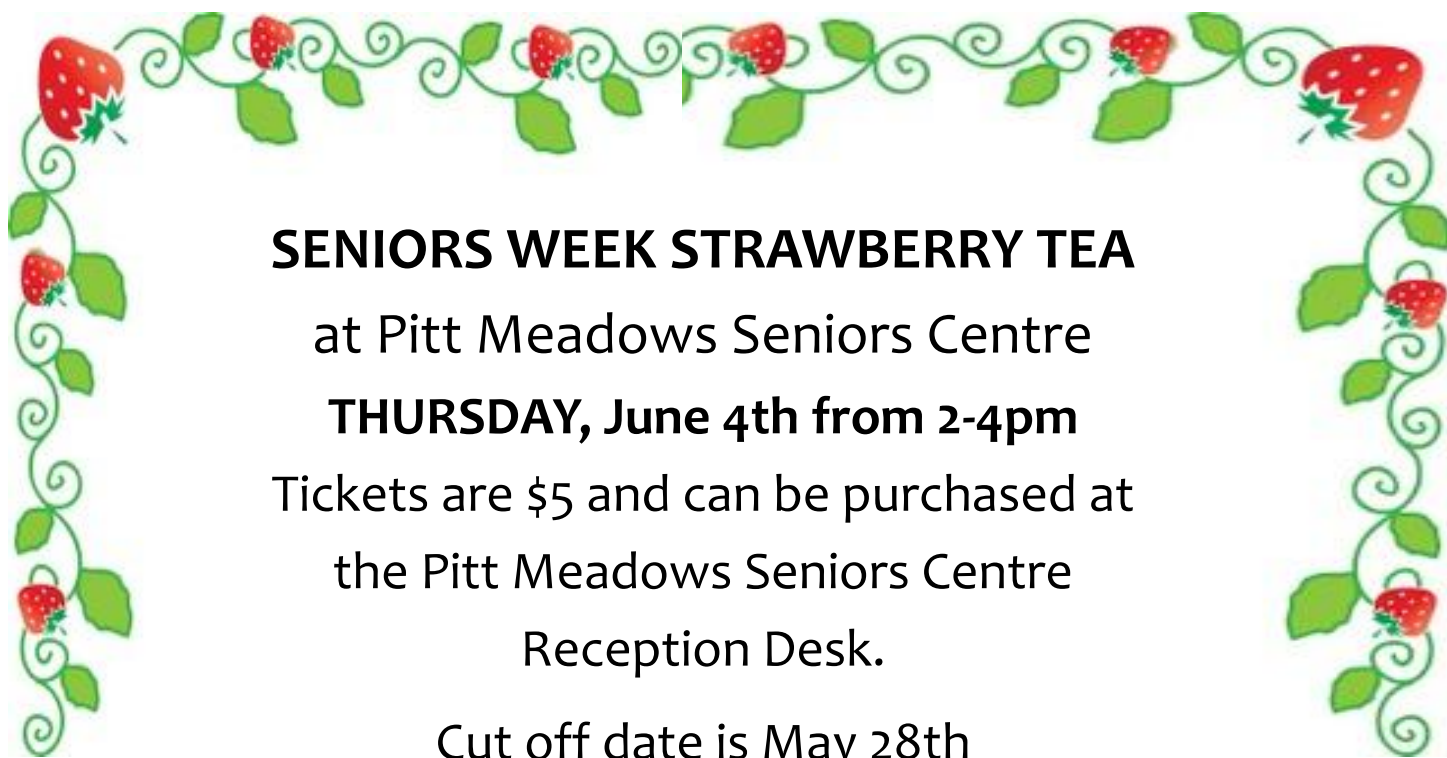 SENIORS WEEK STRAWBERRY TEA
at Pitt Meadows Seniors Centre
THURSDAY, June 4th from 2-4pm
Tickets are $5 and can be purchased at
the Pitt Meadows Seniors Centre
Reception Desk.
Cut off date is May 28th